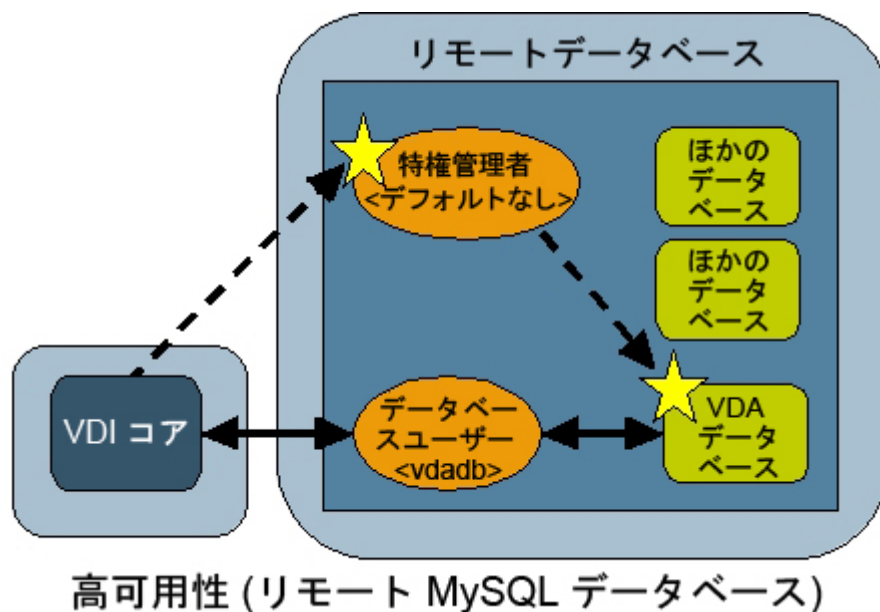 リモートデータベース
特権管理者
<デフォルトなし>
ほかの
データ
ベース
ほかの
データ
ベース
VDI コア
データベー
スユーザー
<vdadb>
VDA
データ
ベース
高可用性 (リモート MySQL データベース)